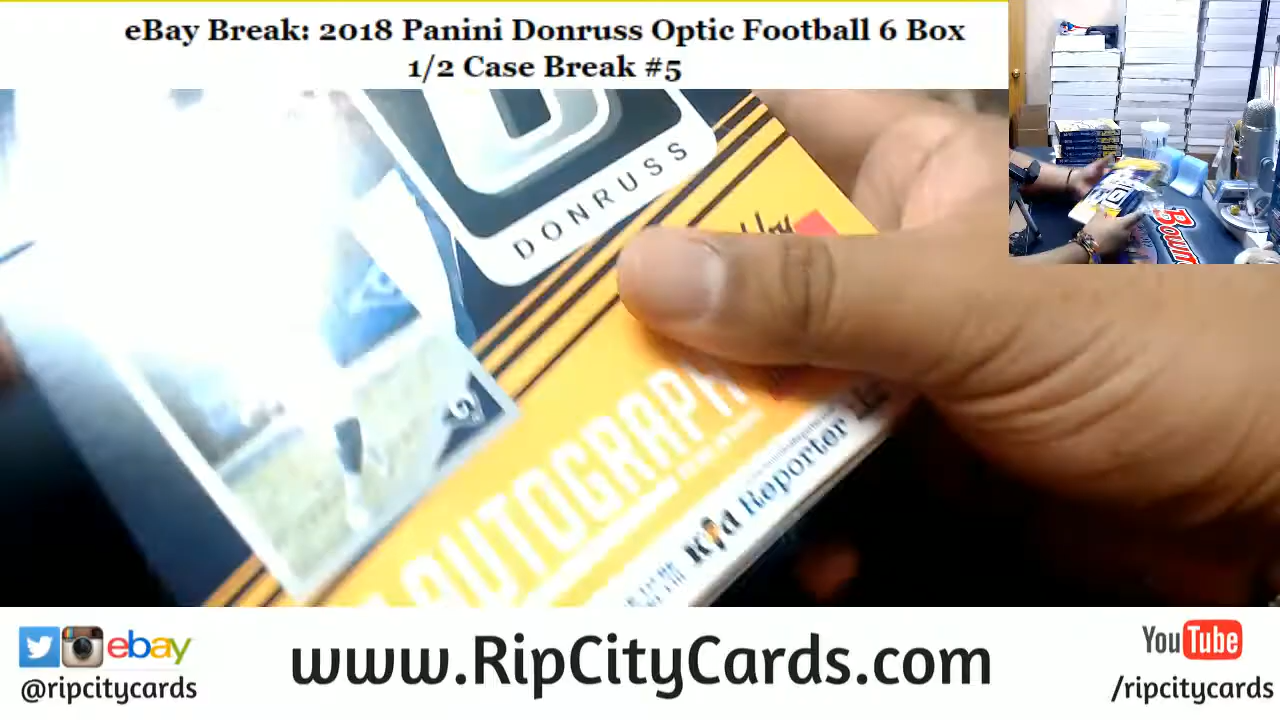 eBay Break: 2018 Panini Donruss Optic Football 6 Box
1/2 Case Break #5
DONRUSS
AUTOGRAPH
Kid Reporter
ebay
@ripcitycards
www.RipCityCards.com
YouTube
/ripcitycards